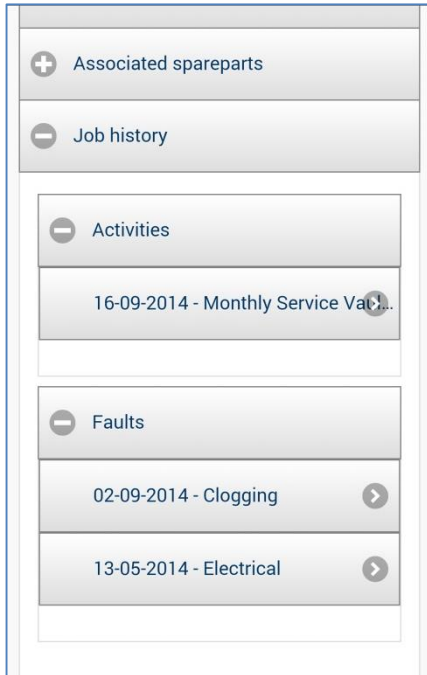 Associated spareparts
Job history
Activities
16-09-2014 - Monthly Service
Faults
02-09-2014 - Clogging
13-05-2014 - Electrical